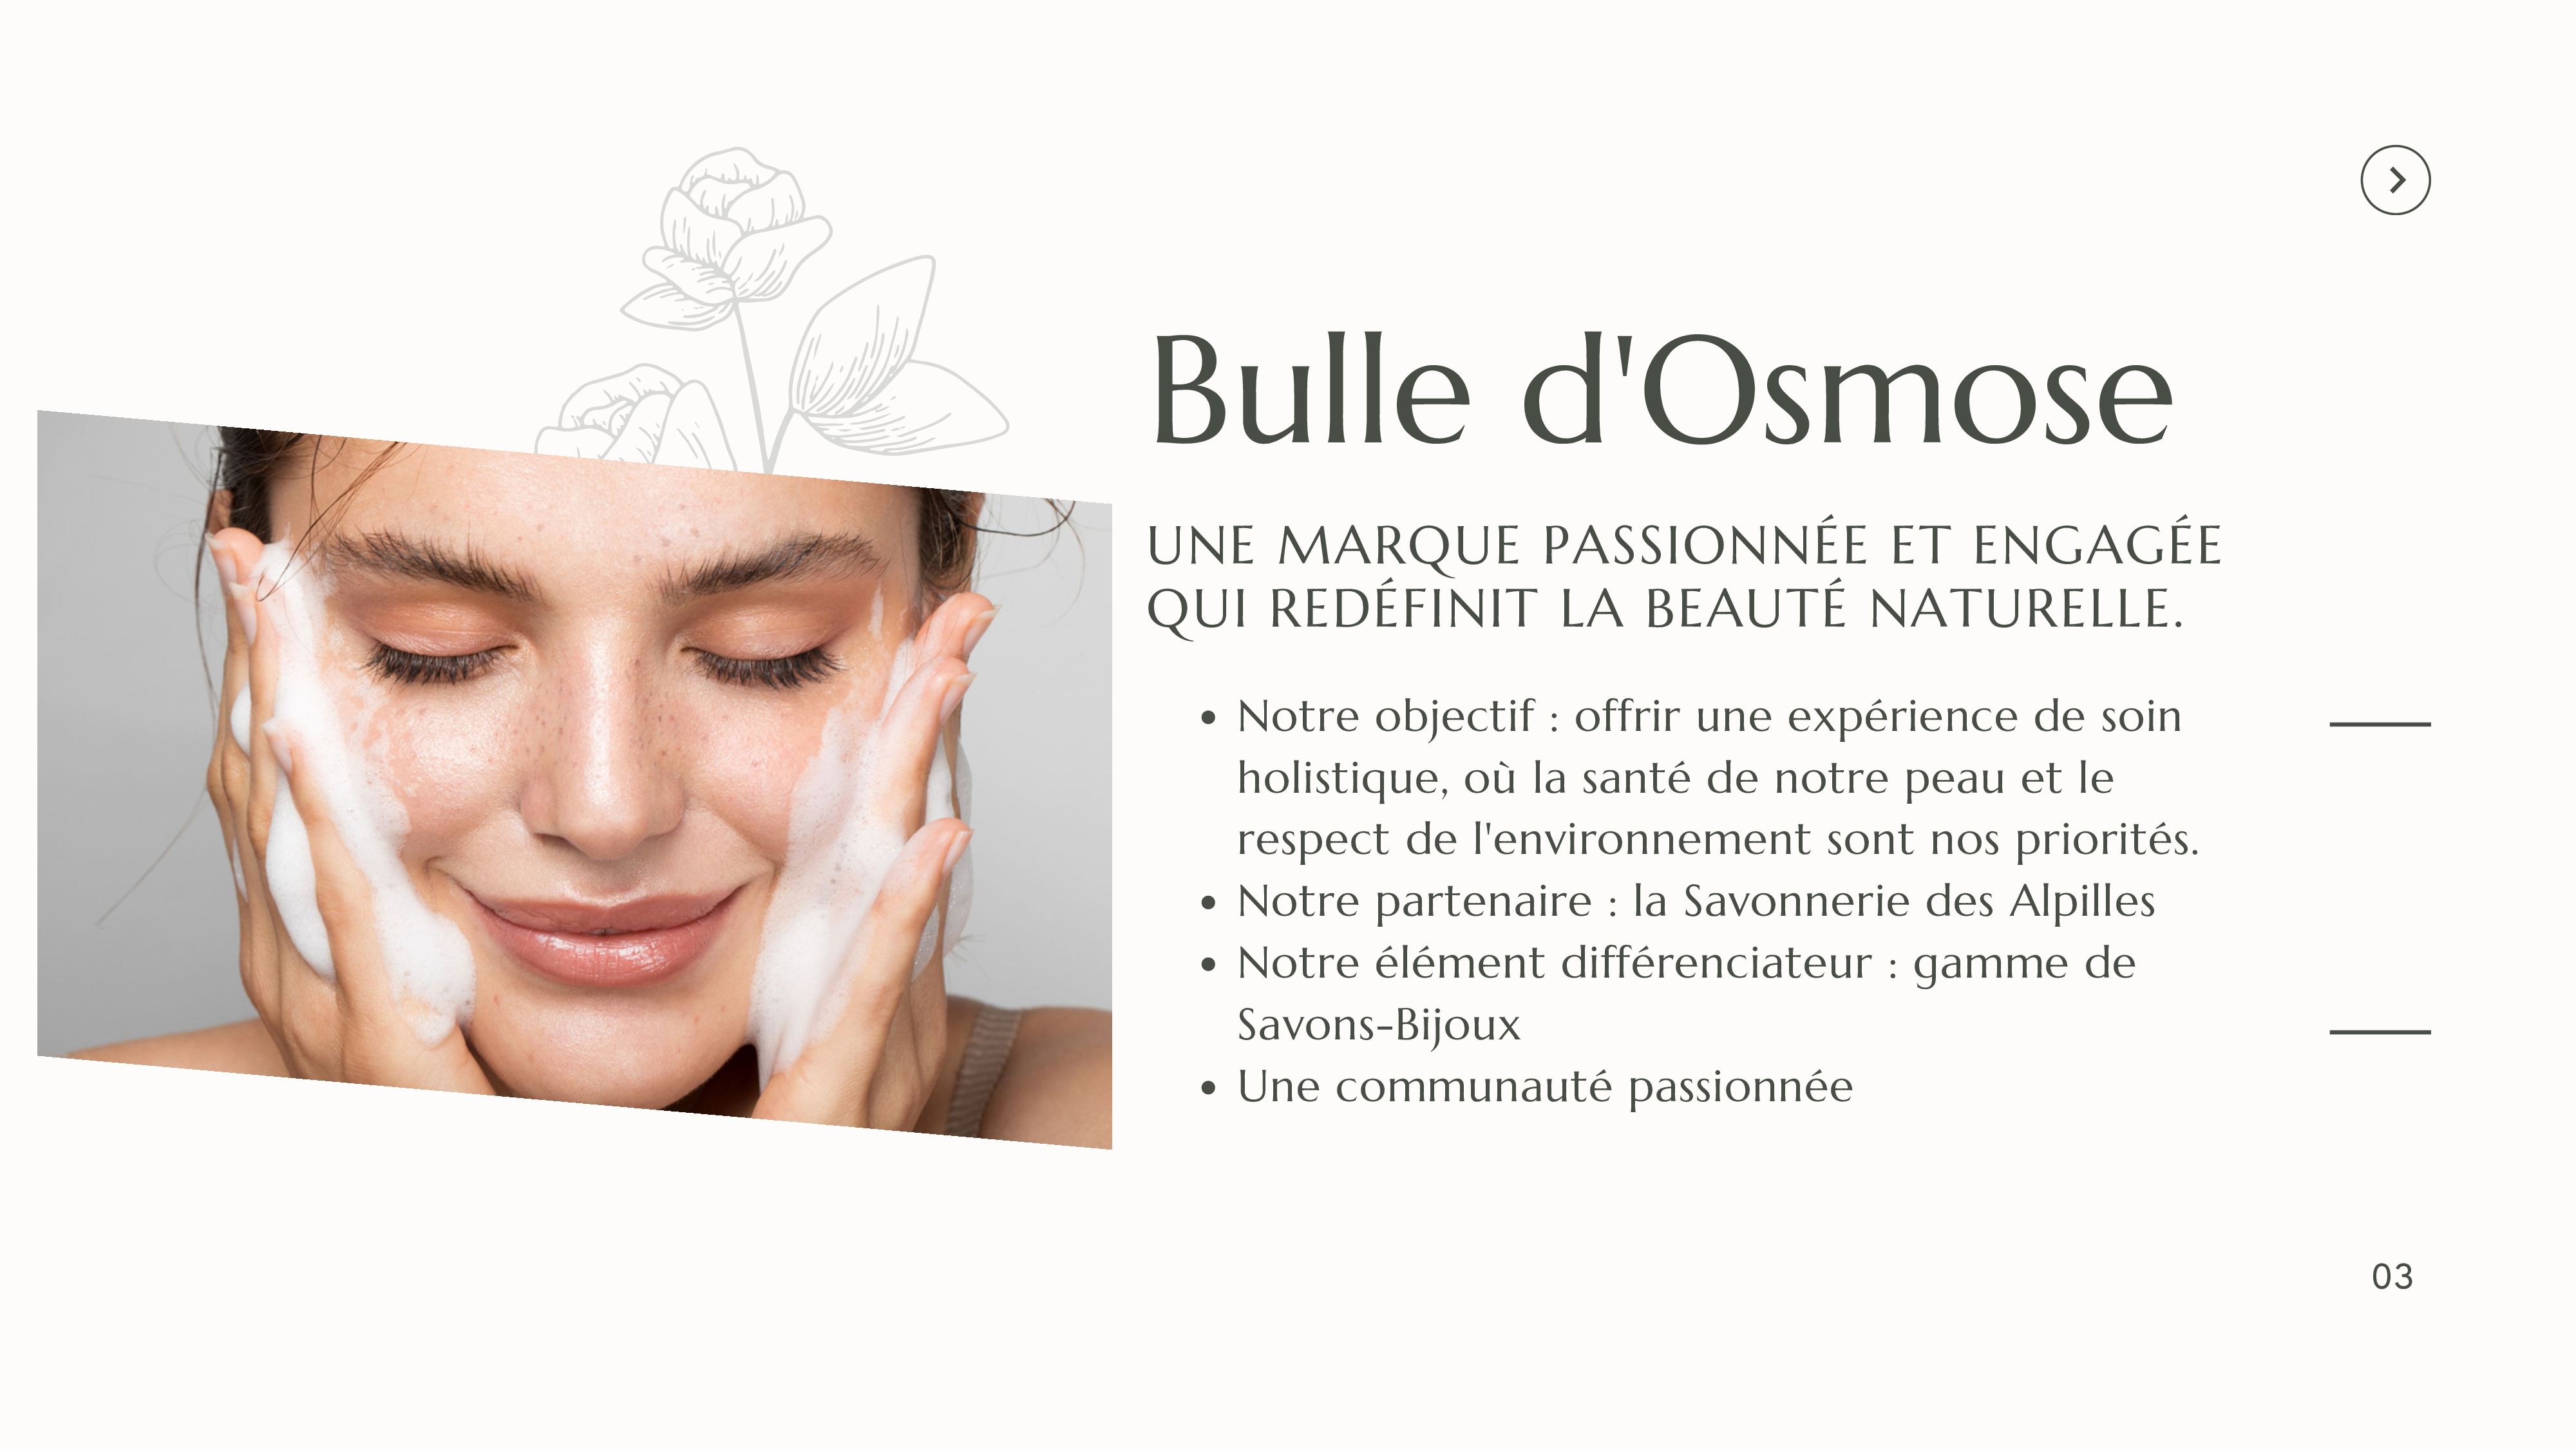 Bulle d'Osmose
UNE MARQUE PASSIONNÉE ET ENGAGÉE
QUI REDÉFINIT LA BEAUTÉ NATURELLE.
• Notre objectif : offrir une expérience de soin
holistique, où la santé de notre peau et le
respect de l'environnement sont nos priorités.
• Notre partenaire : la Savonnerie des Alpilles
• Notre élément différenciateur : gamme de
Savons-Bijoux
• Une communauté passionnée
03